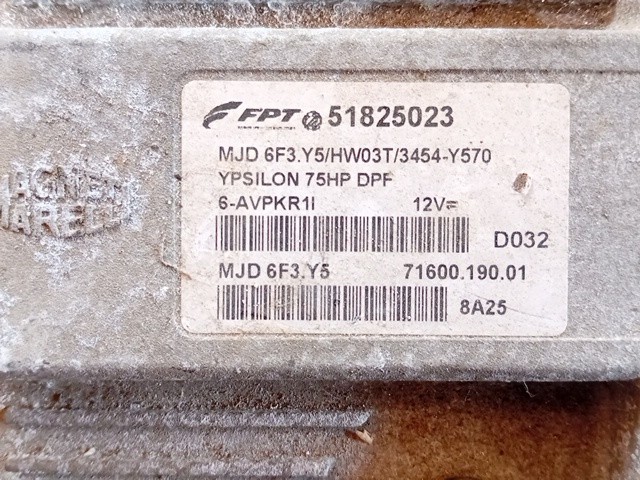 FPT 51825023
MJD 6F3.Y5/HW03T/3454-Y570
YPSILON 75HP DPF
6-AVPKR1I 12V=
D032
MJD 6F3.Y5 71600.190.01
8A25
MAGNETI
MARELLI